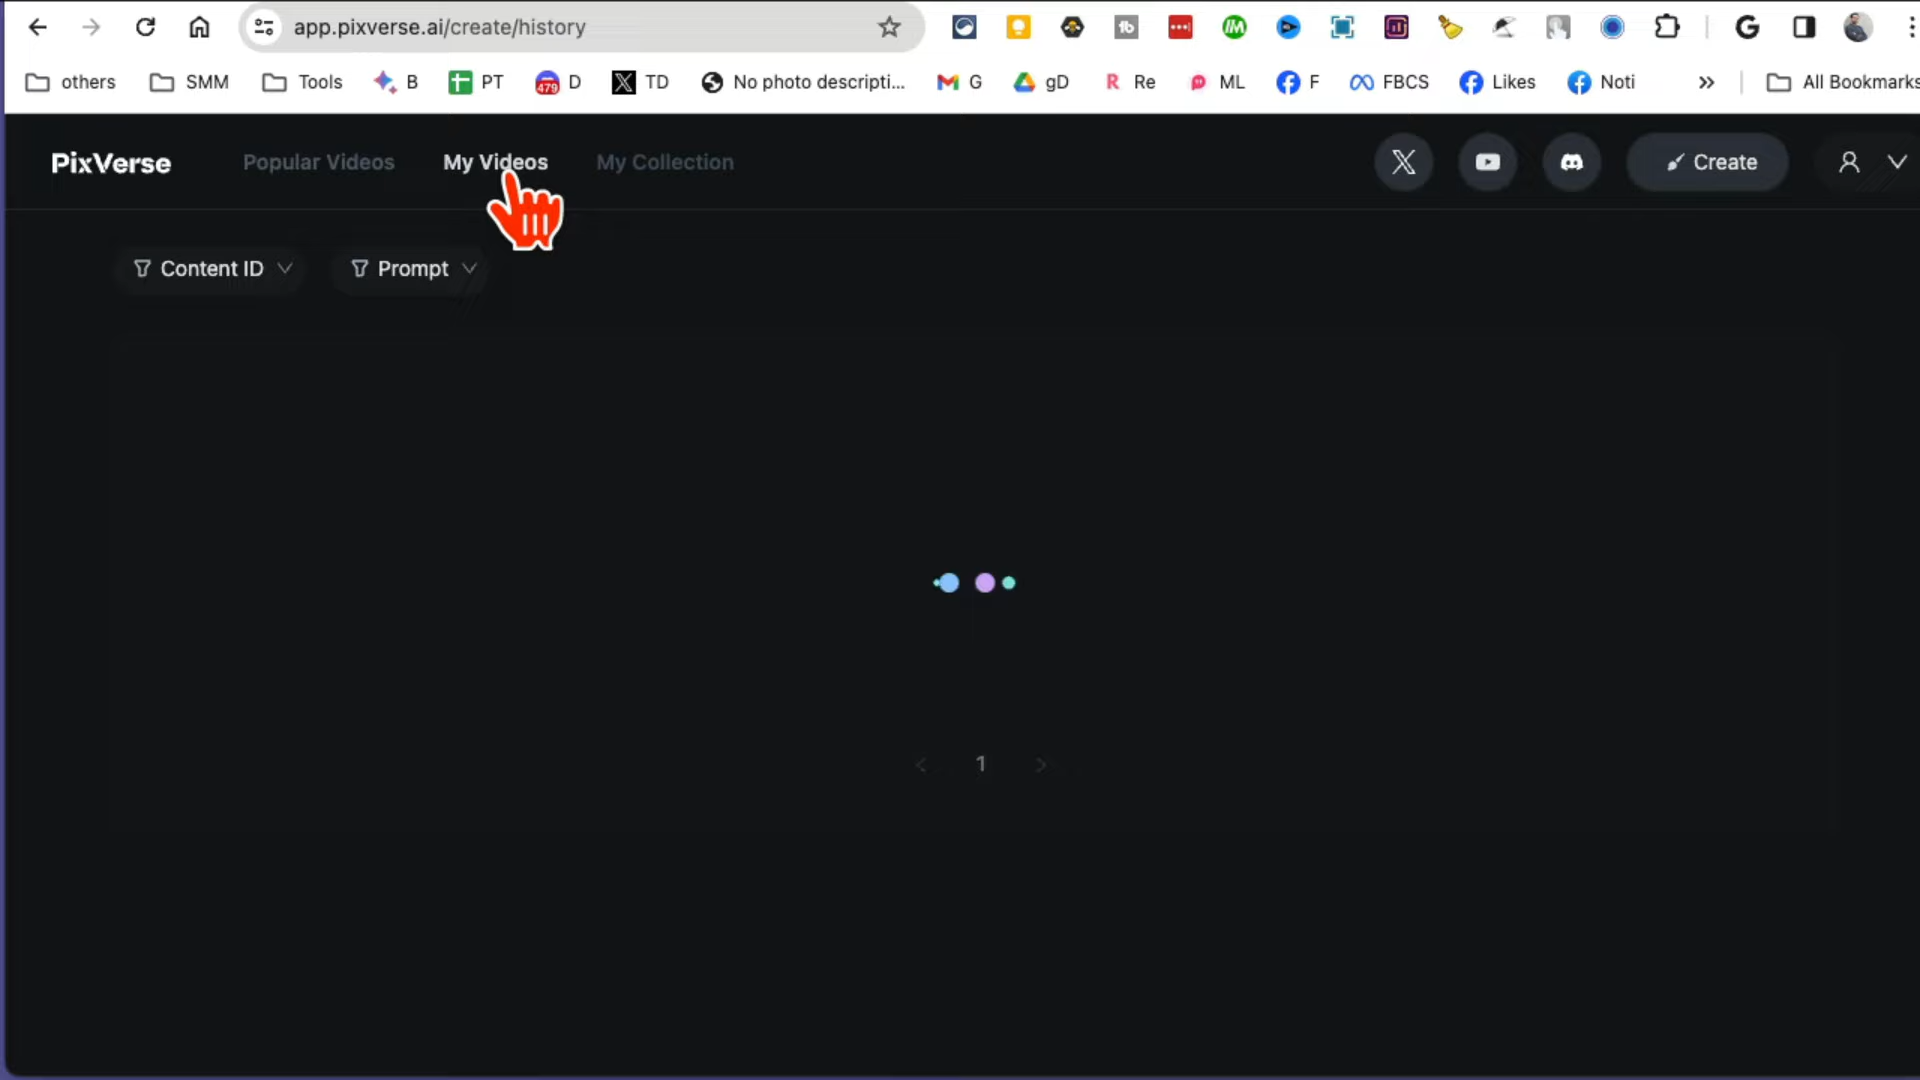 app.pixverse.ai/create/history
others SMM Tools B PT 479 D TD No photo descripti... G gD Re ML F FBCS Likes Noti All Bookmarks
PixVerse Popular Videos My Videos My Collection Create
Content ID Prompt
1